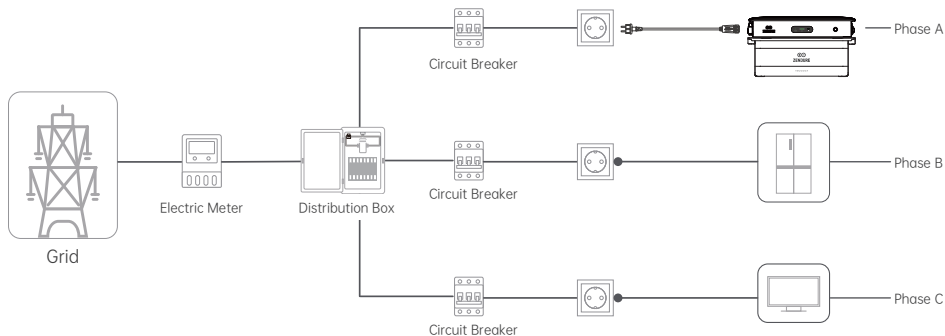 Circuit Breaker
ZENDURE
Phase A
Grid
Electric Meter
Distribution Box
Circuit Breaker
Phase B
Circuit Breaker
Phase C